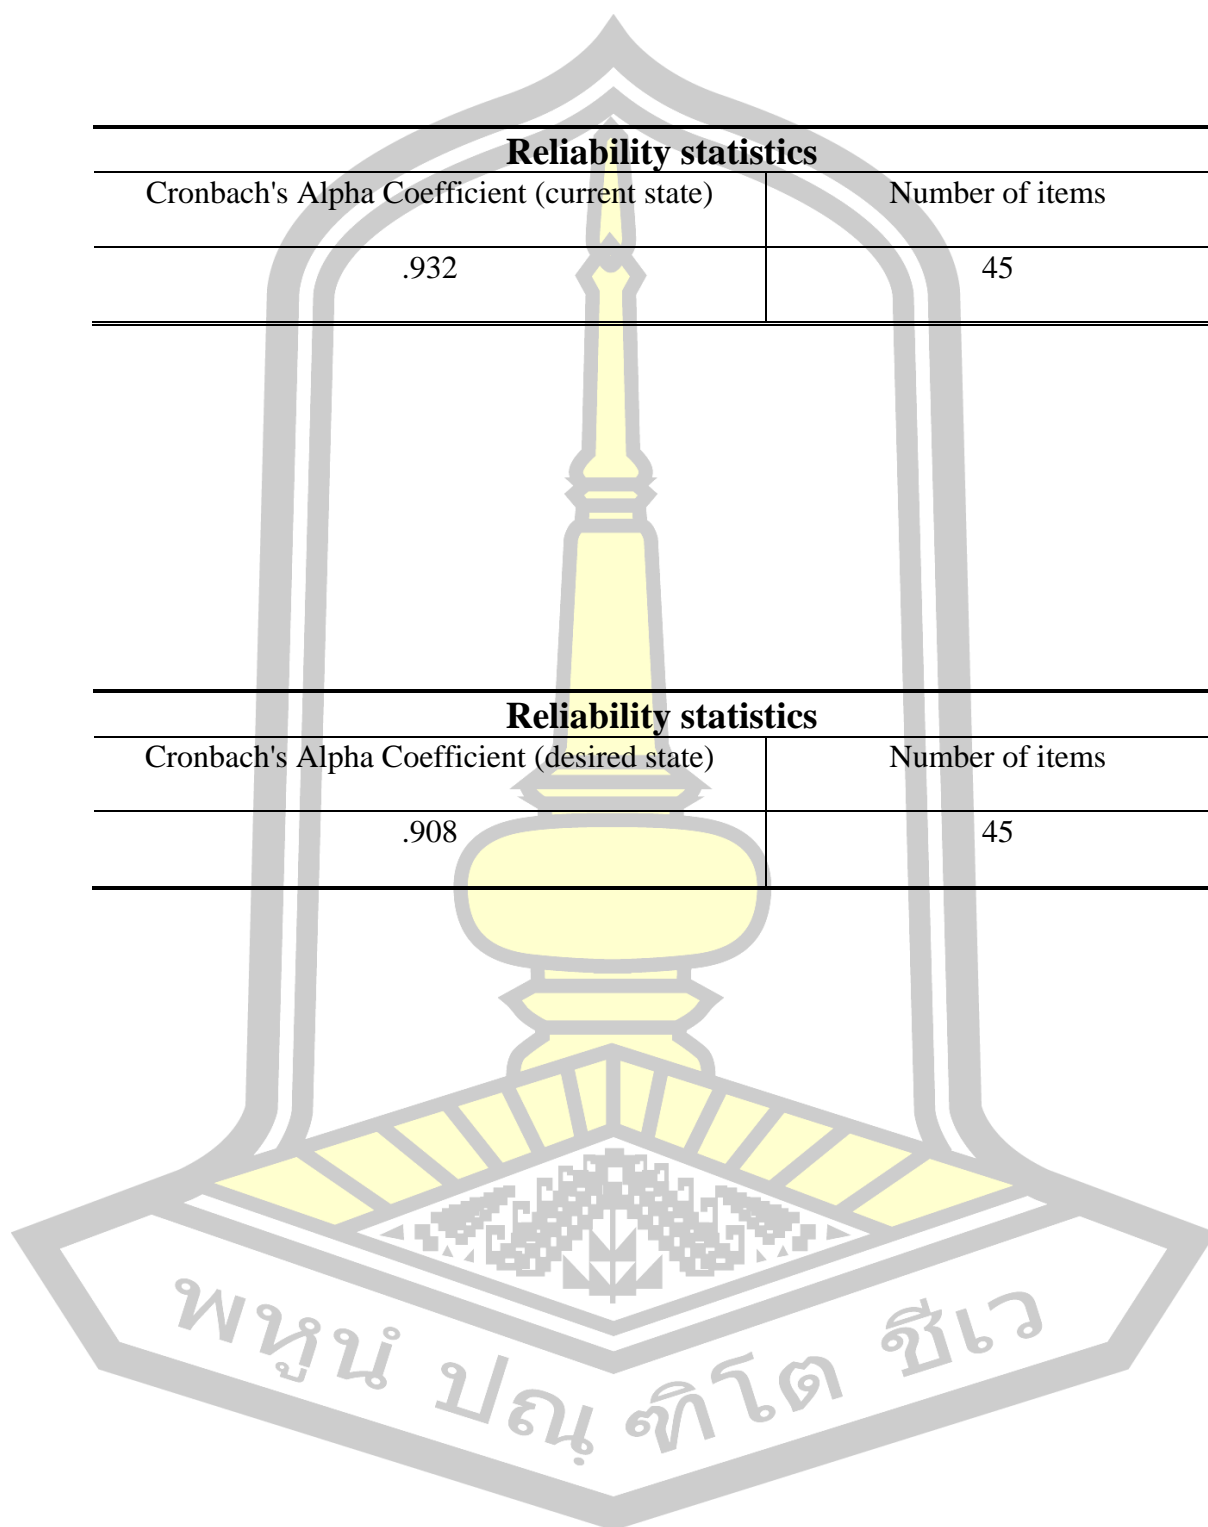 Reliability statistics
Cronbach's Alpha Coefficient (current state) Number of items
.932 45
Reliability statistics
Cronbach's Alpha Coefficient (desired state) Number of items
.908 45
พหูนํ ปณฺฑิโต ชีเว